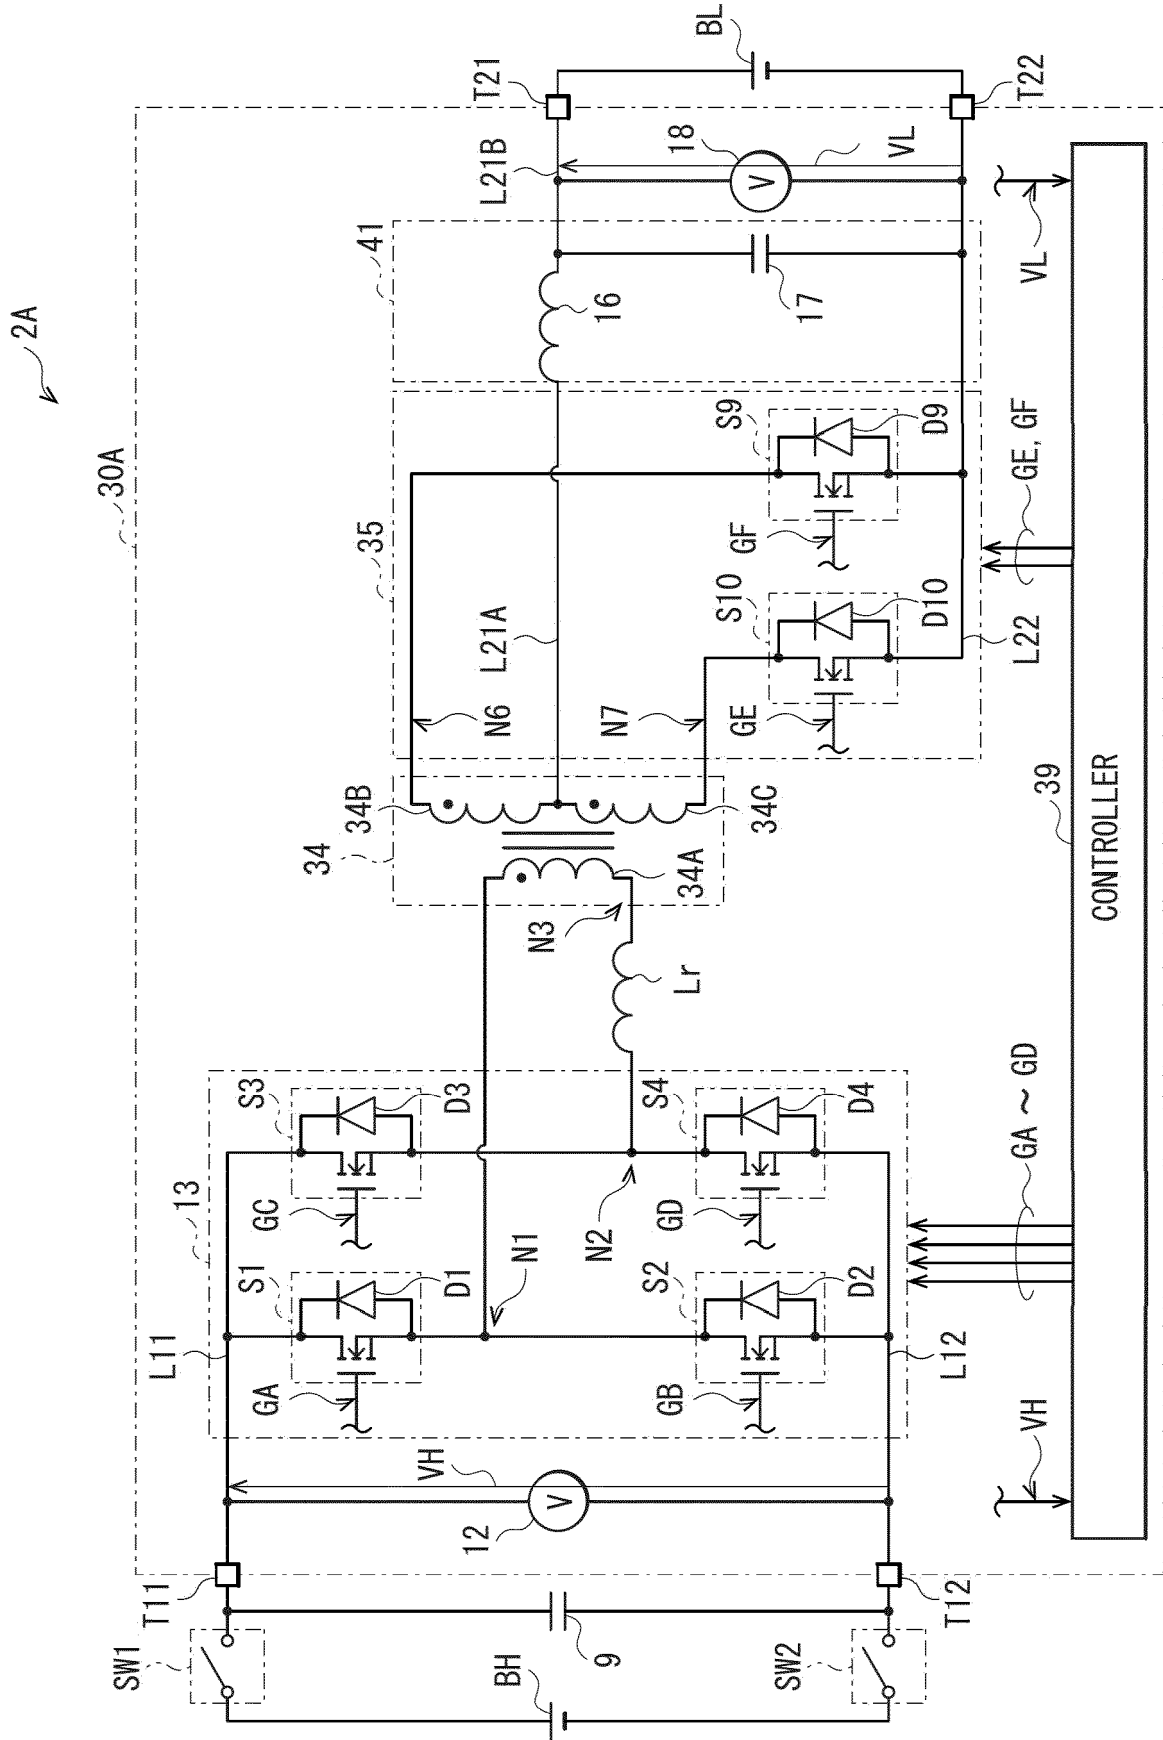 2A
30A
BL
T21
T22
L21B
18
V
VL
VL
41
16
17
35
S9
D9
GF
GE, GF
S10
D10
GE
L21A
L22
N6
N7
34
34B
34C
34A
N3
Lr
39
CONTROLLER
13
S3
D3
GC
S4
D4
GD
GA ~ GD
S1
D1
GA
N1
N2
S2
D2
GB
L11
L12
VH
12
V
VH
T11
T12
SW1
SW2
9
BH